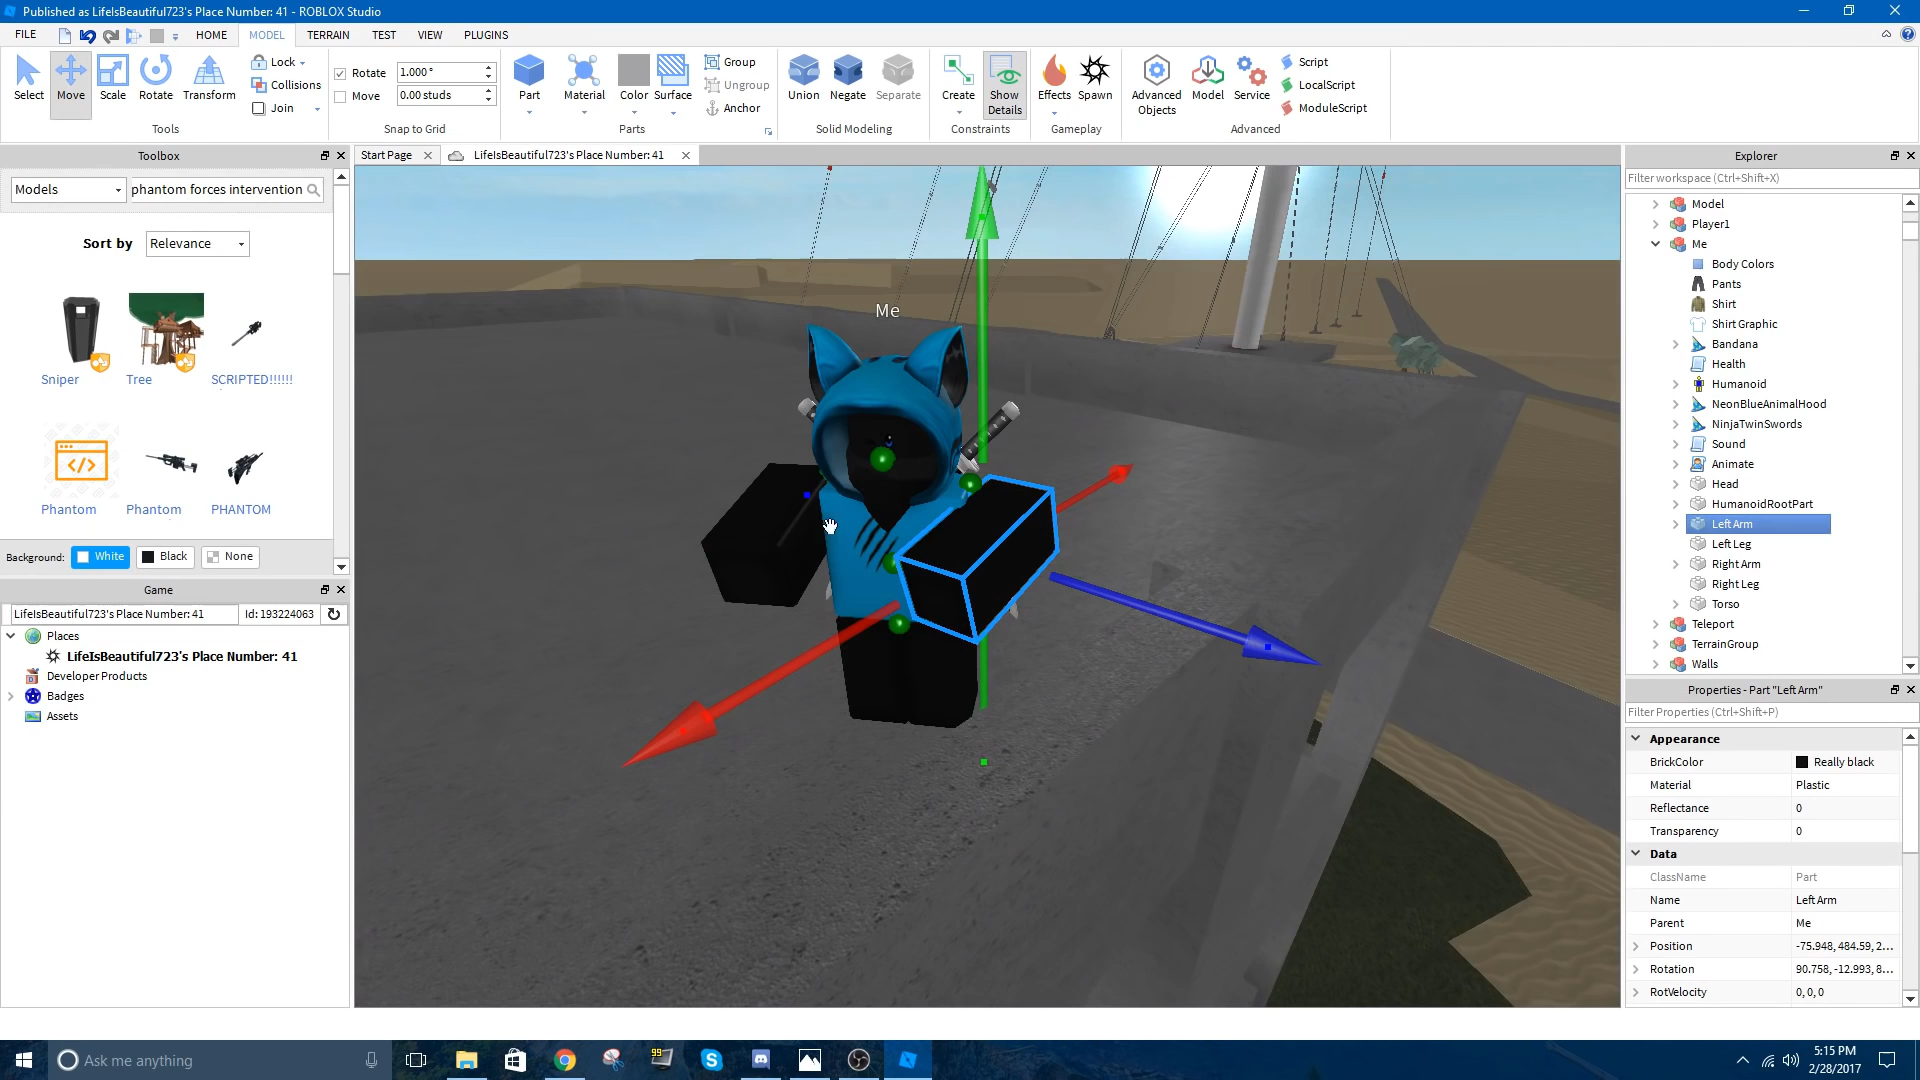 Published as LifeIsBeautiful723's Place Number: 41 - ROBLOX Studio
FILE
HOME
MODEL
TERRAIN
TEST
VIEW
PLUGINS
Select
Move
Scale
Rotate
Transform
Lock
Collisions
Join
Tools
Rotate
1.000 °
Move
0.00 studs
Snap to Grid
Part
Material
Color
Surface
Group
Ungroup
Anchor
Parts
Union
Negate
Separate
Solid Modeling
Create
Show Details
Constraints
Effects
Spawn
Gameplay
Advanced Objects
Model
Service
Script
LocalScript
ModuleScript
Advanced
Toolbox
Models
phantom forces intervention
Sort by
Relevance
Sniper
Tree
SCRIPTED!!!!!!
Phantom
Phantom
PHANTOM
Background:
White
Black
None
Game
LifeIsBeautiful723's Place Number: 41
Id: 193224063
Places
LifeIsBeautiful723's Place Number: 41
Developer Products
Badges
Assets
Start Page
LifeIsBeautiful723's Place Number: 41
Me
Explorer
Filter workspace (Ctrl+Shift+X)
Model
Player1
Me
Body Colors
Pants
Shirt
Shirt Graphic
Bandana
Health
Humanoid
NeonBlueAnimalHood
NinjaTwinSwords
Sound
Animate
Head
HumanoidRootPart
Left Arm
Left Leg
Right Arm
Right Leg
Torso
Teleport
TerrainGroup
Walls
Properties - Part "Left Arm"
Filter Properties (Ctrl+Shift+P)
Appearance
BrickColor
Really black
Material
Plastic
Reflectance
0
Transparency
0
Data
ClassName
Part
Name
Left Arm
Parent
Me
Position
-75.948, 484.59, 2...
Rotation
90.758, -12.993, 8...
RotVelocity
0, 0, 0
Ask me anything
99
5:15 PM
2/28/2017